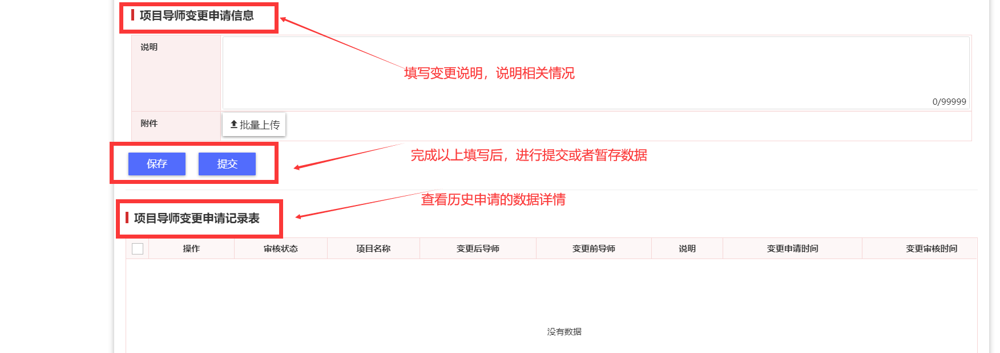 项目导师变更申请信息
说明
填写变更说明，说明相关情况
0/99999
附件
批量上传
保存
提交
完成以上填写后，进行提交或者暂存数据
查看历史申请的数据详情
项目导师变更申请记录表
操作 审核状态 项目名称 变更后导师 变更前导师 说明 变更申请时间 变更审核时间
没有数据